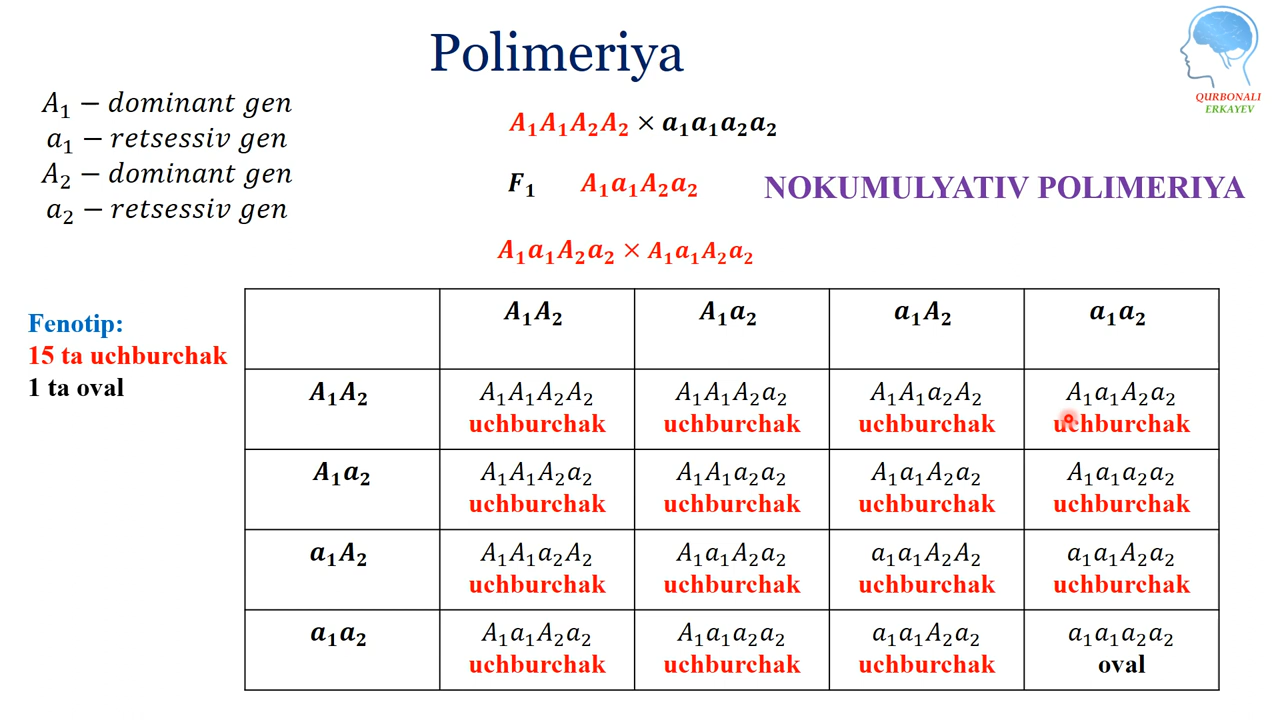 Polimeriya
QURBONALI
ERKAYEV
A₁ − dominant gen
a₁ − retsessiv gen
A₂ − dominant gen
a₂ − retsessiv gen
A₁A₁A₂A₂ × a₁a₁a₂a₂
F₁ A₁a₁A₂a₂
NOKUMULYATIV POLIMERIYA
A₁a₁A₂a₂ × A₁a₁A₂a₂
Fenotip:
15 ta uchburchak
1 ta oval
A₁A₂ A₁a₂ a₁A₂ a₁a₂
A₁A₂ A₁A₁A₂A₂ A₁A₁A₂a₂ A₁A₁a₂A₂ A₁a₁A₂a₂
uchburchak uchburchak uchburchak uchburchak
A₁a₂ A₁A₁A₂a₂ A₁A₁a₂a₂ A₁a₁A₂a₂ A₁a₁a₂a₂
uchburchak uchburchak uchburchak uchburchak
a₁A₂ A₁A₁a₂A₂ A₁a₁A₂a₂ a₁a₁A₂A₂ a₁a₁A₂a₂
uchburchak uchburchak uchburchak uchburchak
a₁a₂ A₁a₁A₂a₂ A₁a₁a₂a₂ a₁a₁A₂a₂ a₁a₁a₂a₂
uchburchak uchburchak uchburchak oval